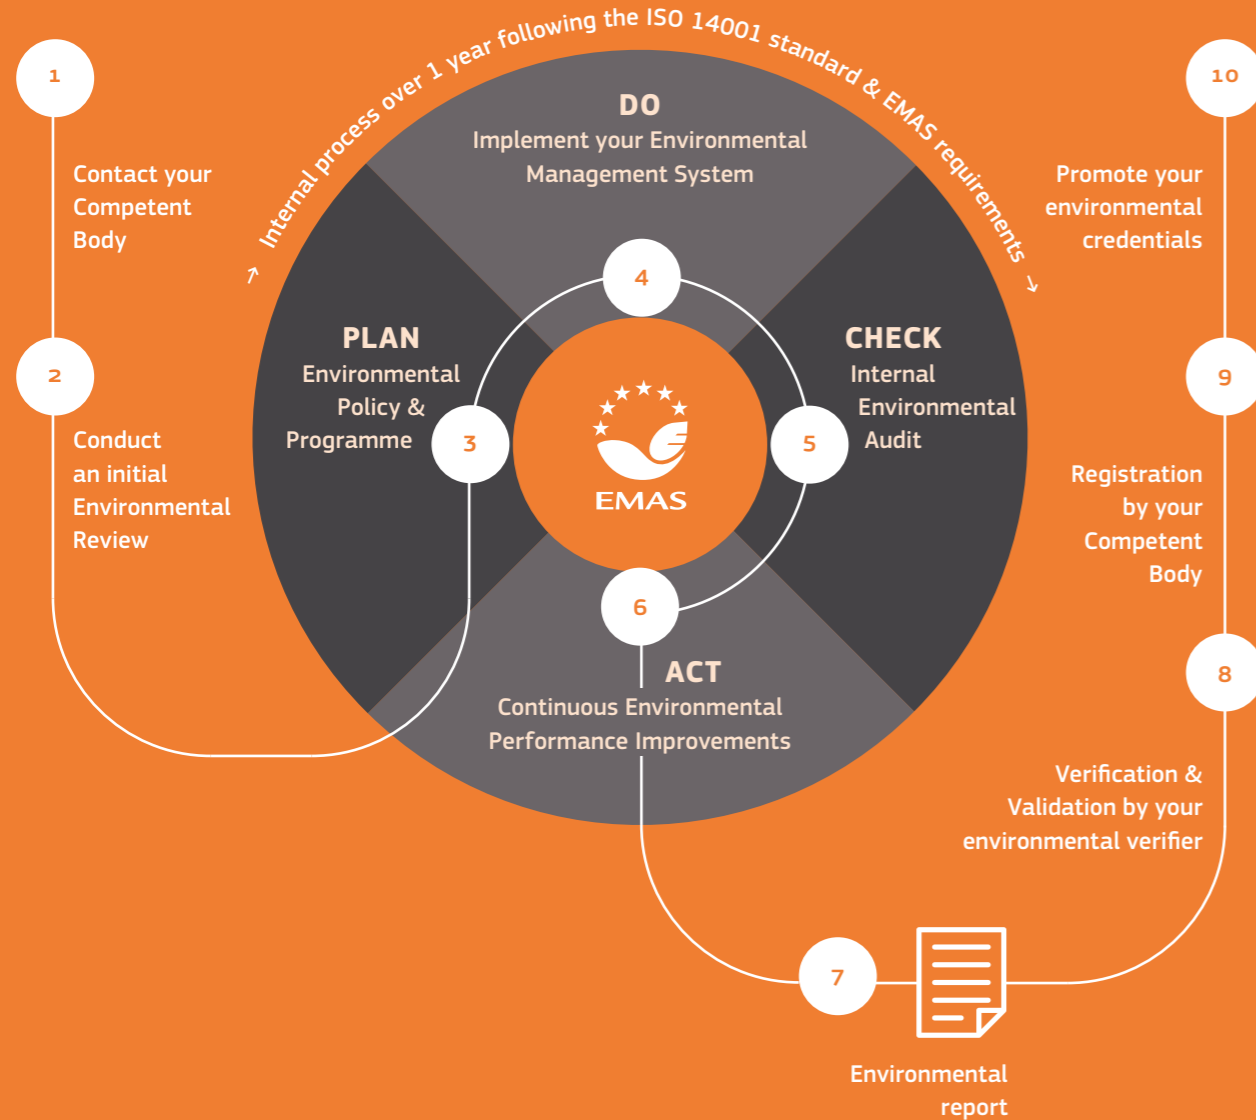 → Internal process over 1 year following the ISO 14001 standard & EMAS requirements →
1
Contact your
Competent
Body
2
Conduct
an initial
Environmental
Review
PLAN
Environmental
Policy &
Programme
3
DO
Implement your Environmental
Management System
4
CHECK
Internal
Environmental
Audit
5
EMAS
6
ACT
Continuous Environmental
Performance Improvements
7
Environmental
report
8
Verification &
Validation by your
environmental verifier
9
Registration
by your
Competent
Body
10
Promote your
environmental
credentials